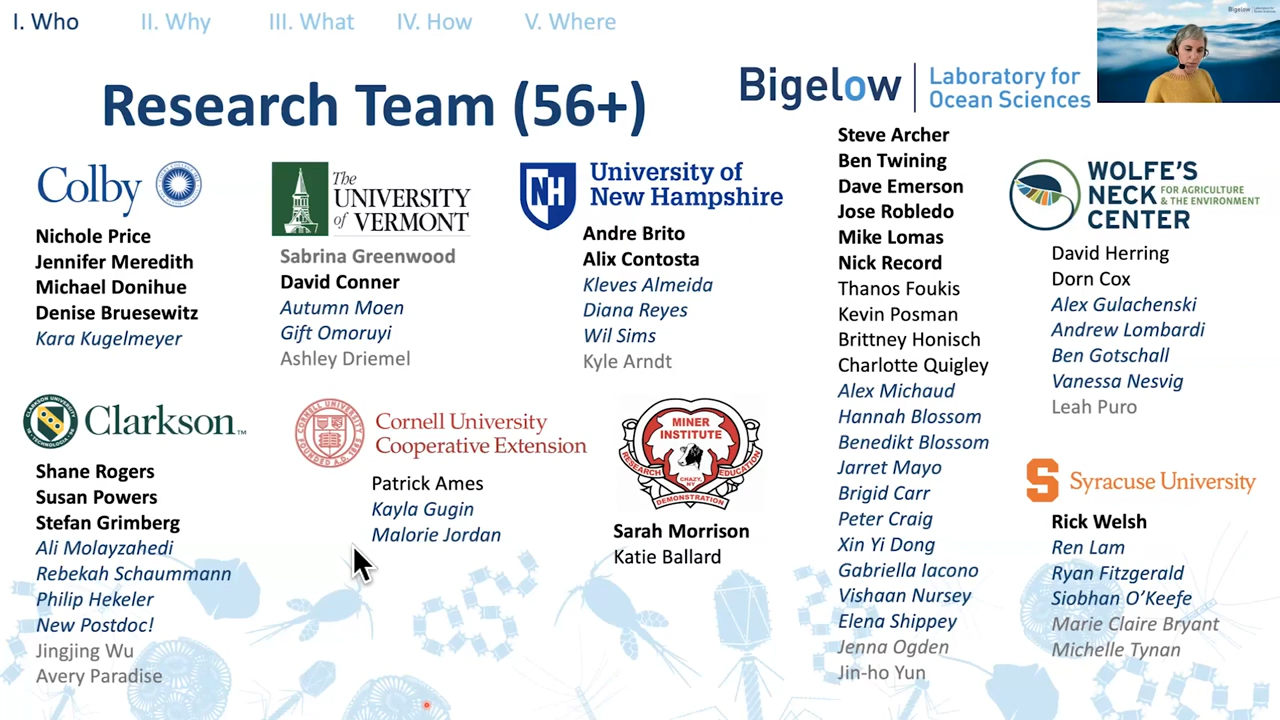 I. Who
II. Why
III. What
IV. How
V. Where
Research Team (56+)
Bigelow
Laboratory for
Ocean Sciences
Colby
Nichole Price
Jennifer Meredith
Michael Donihue
Denise Bruesewitz
Kara Kugelmeyer
The
UNIVERSITY
of VERMONT
Sabrina Greenwood
David Conner
Autumn Moen
Gift Omoruyi
Ashley Driemel
NH
University of
New Hampshire
Andre Brito
Alix Contosta
Kleves Almeida
Diana Reyes
Wil Sims
Kyle Arndt
Steve Archer
Ben Twining
Dave Emerson
Jose Robledo
Mike Lomas
Nick Record
Thanos Foukis
Kevin Posman
Brittney Honisch
Charlotte Quigley
Alex Michaud
Hannah Blossom
Benedikt Blossom
Jarret Mayo
Brigid Carr
Peter Craig
Xin Yi Dong
Gabriella Iacono
Vishaan Nursey
Elena Shippey
Jenna Ogden
Jin-ho Yun
WOLFE'S
NECK FOR AGRICULTURE
CENTER & THE ENVIRONMENT
David Herring
Dorn Cox
Alex Gulachenski
Andrew Lombardi
Ben Gotschall
Vanessa Nesvig
Leah Puro
Clarkson™
Shane Rogers
Susan Powers
Stefan Grimberg
Ali Molayzahedi
Rebekah Schaummann
Philip Hekeler
New Postdoc!
Jingjing Wu
Avery Paradise
Cornell University
Cooperative Extension
Patrick Ames
Kayla Gugin
Malorie Jordan
MINER
INSTITUTE
RESEARCH
EDUCATION
CHAZY,
NY
DEMONSTRATION
Sarah Morrison
Katie Ballard
S
Syracuse University
Rick Welsh
Ren Lam
Ryan Fitzgerald
Siobhan O'Keefe
Marie Claire Bryant
Michelle Tynan